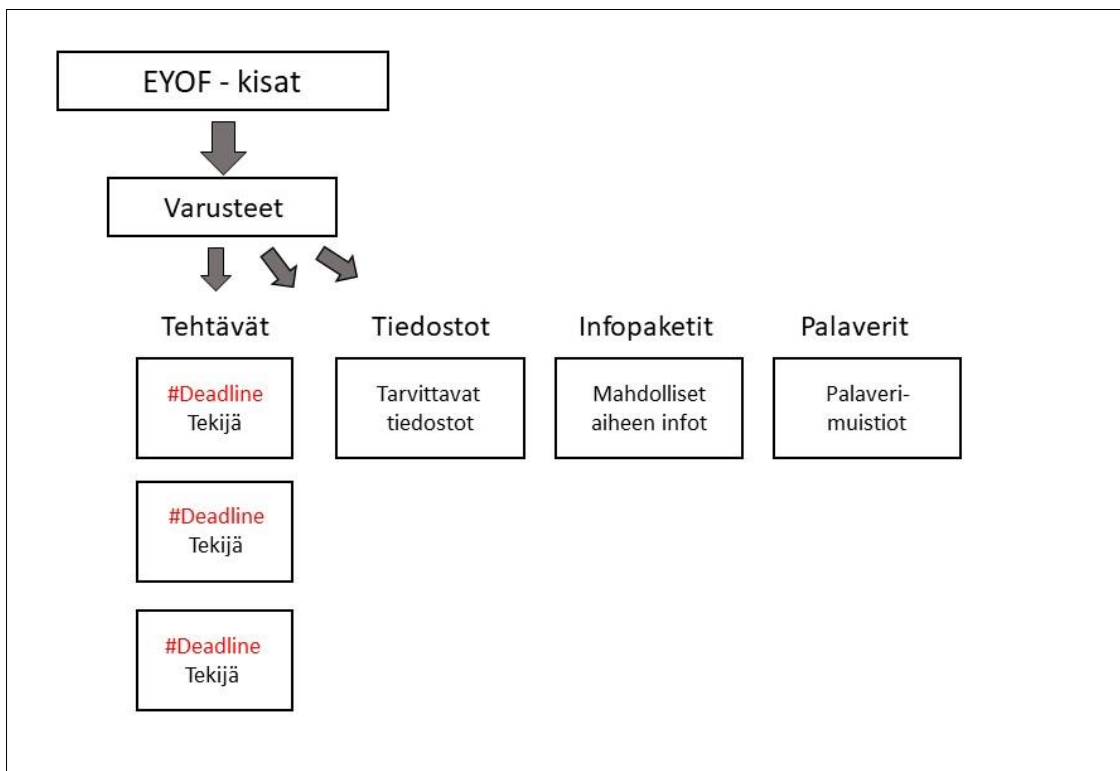 EYOF - kisat
Varusteet
Tehtävät
Tiedostot
Infopaketit
Palaverit
#Deadline
Tekijä
Tarvittavat
tiedostot
Mahdolliset
aiheen infot
Palaveri-
muistiot
#Deadline
Tekijä
#Deadline
Tekijä